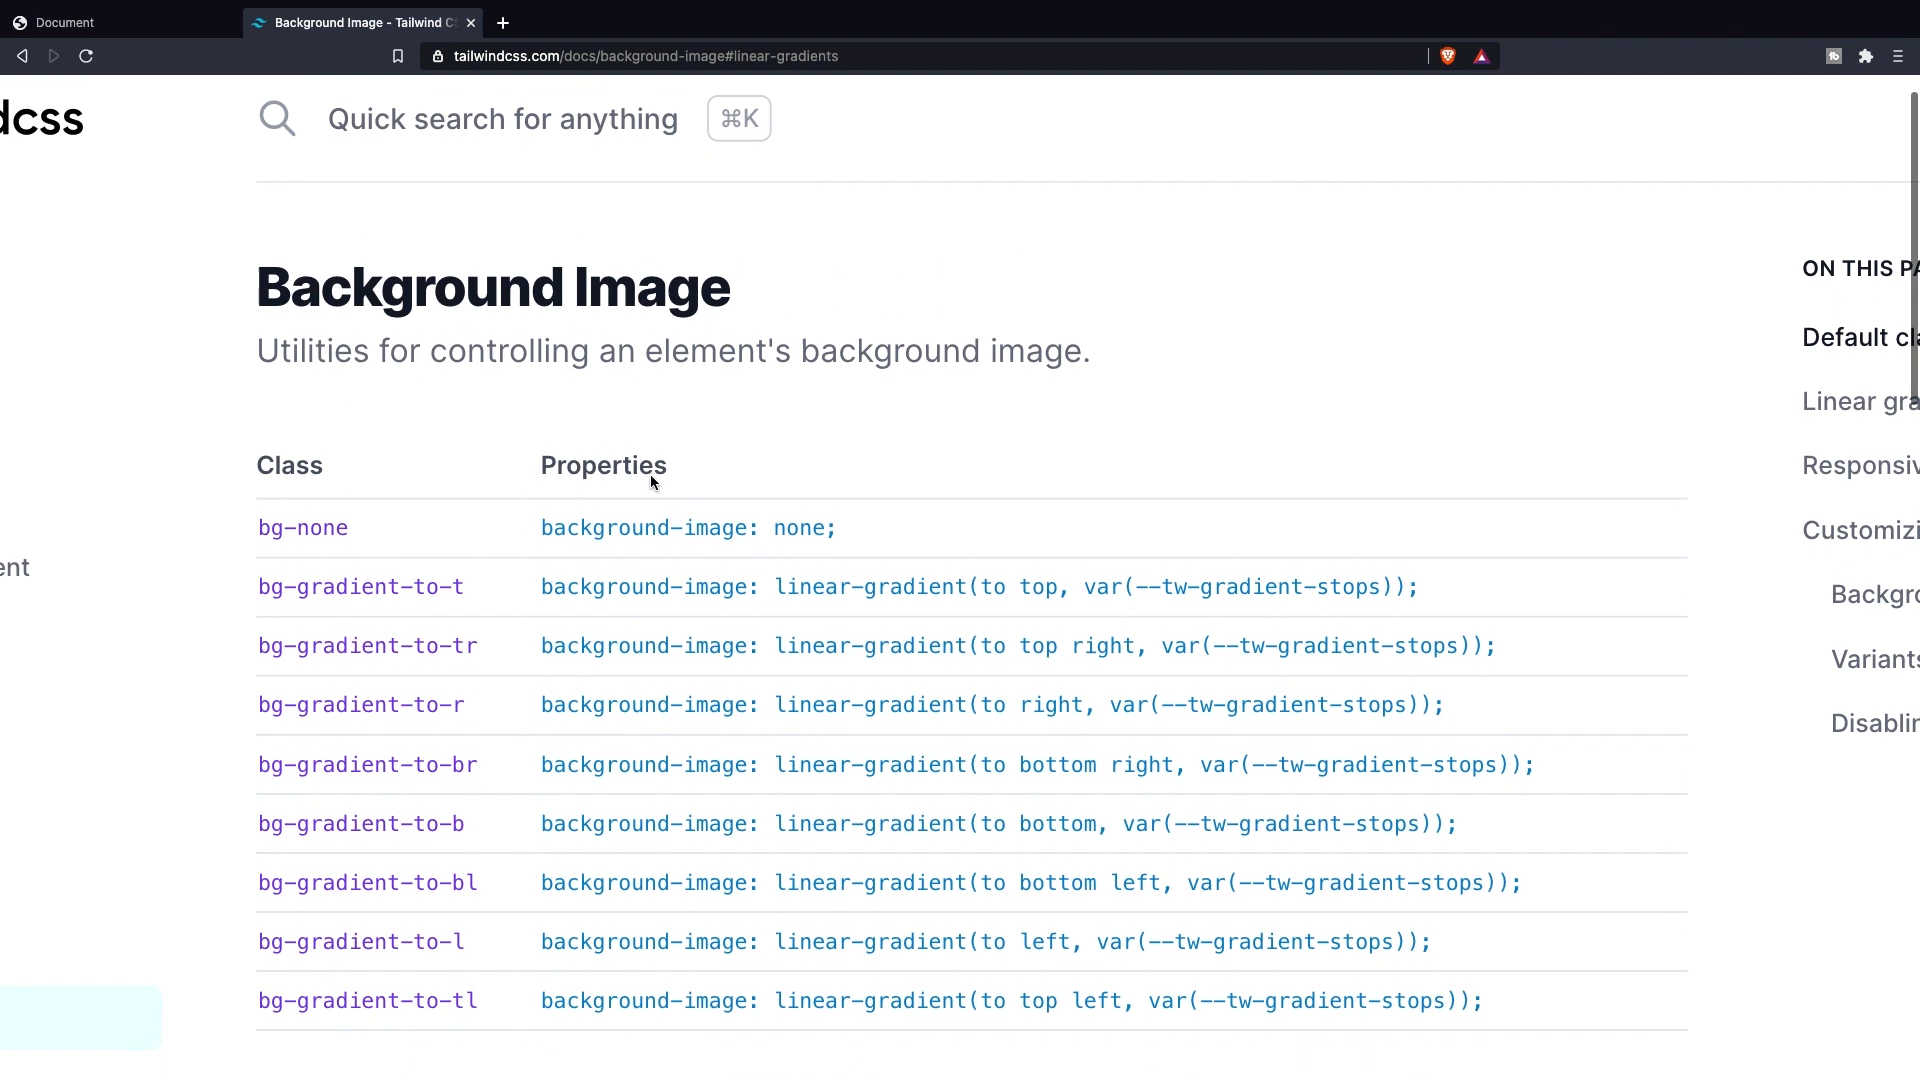 Document
Background Image - Tailwind CS
tailwindcss.com/docs/background-image#linear-gradients
dcss
Quick search for anything
⌘K
Background Image
Utilities for controlling an element's background image.
Class Properties
bg-none background-image: none;
bg-gradient-to-t background-image: linear-gradient(to top, var(--tw-gradient-stops));
bg-gradient-to-tr background-image: linear-gradient(to top right, var(--tw-gradient-stops));
bg-gradient-to-r background-image: linear-gradient(to right, var(--tw-gradient-stops));
bg-gradient-to-br background-image: linear-gradient(to bottom right, var(--tw-gradient-stops));
bg-gradient-to-b background-image: linear-gradient(to bottom, var(--tw-gradient-stops));
bg-gradient-to-bl background-image: linear-gradient(to bottom left, var(--tw-gradient-stops));
bg-gradient-to-l background-image: linear-gradient(to left, var(--tw-gradient-stops));
bg-gradient-to-tl background-image: linear-gradient(to top left, var(--tw-gradient-stops));
ent
ON THIS PA
Default cla
Linear gra
Responsiv
Customizi
Backgro
Variants
Disablin